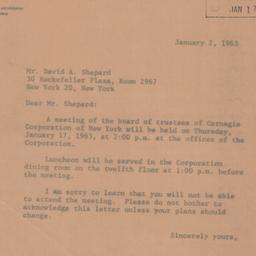 JAN 17
January 2, 1963
Mr. David A. Shepard
30 Rockefeller Plaza, Room 2967
New York 20, New York
Dear Mr. Shepard:
A meeting of the board of trustees of Carnegie
Corporation of New York will be held on Thursday,
January 17, 1963, at 2:00 p.m. at the offices of the
Corporation.
Luncheon will be served in the Corporation
dining room on the twelfth floor at 1:00 p.m. before
the meeting.
I am sorry to learn that you will not be able
to attend the meeting. Please do not bother to
acknowledge this letter unless your plans should
change.
Sincerely yours,